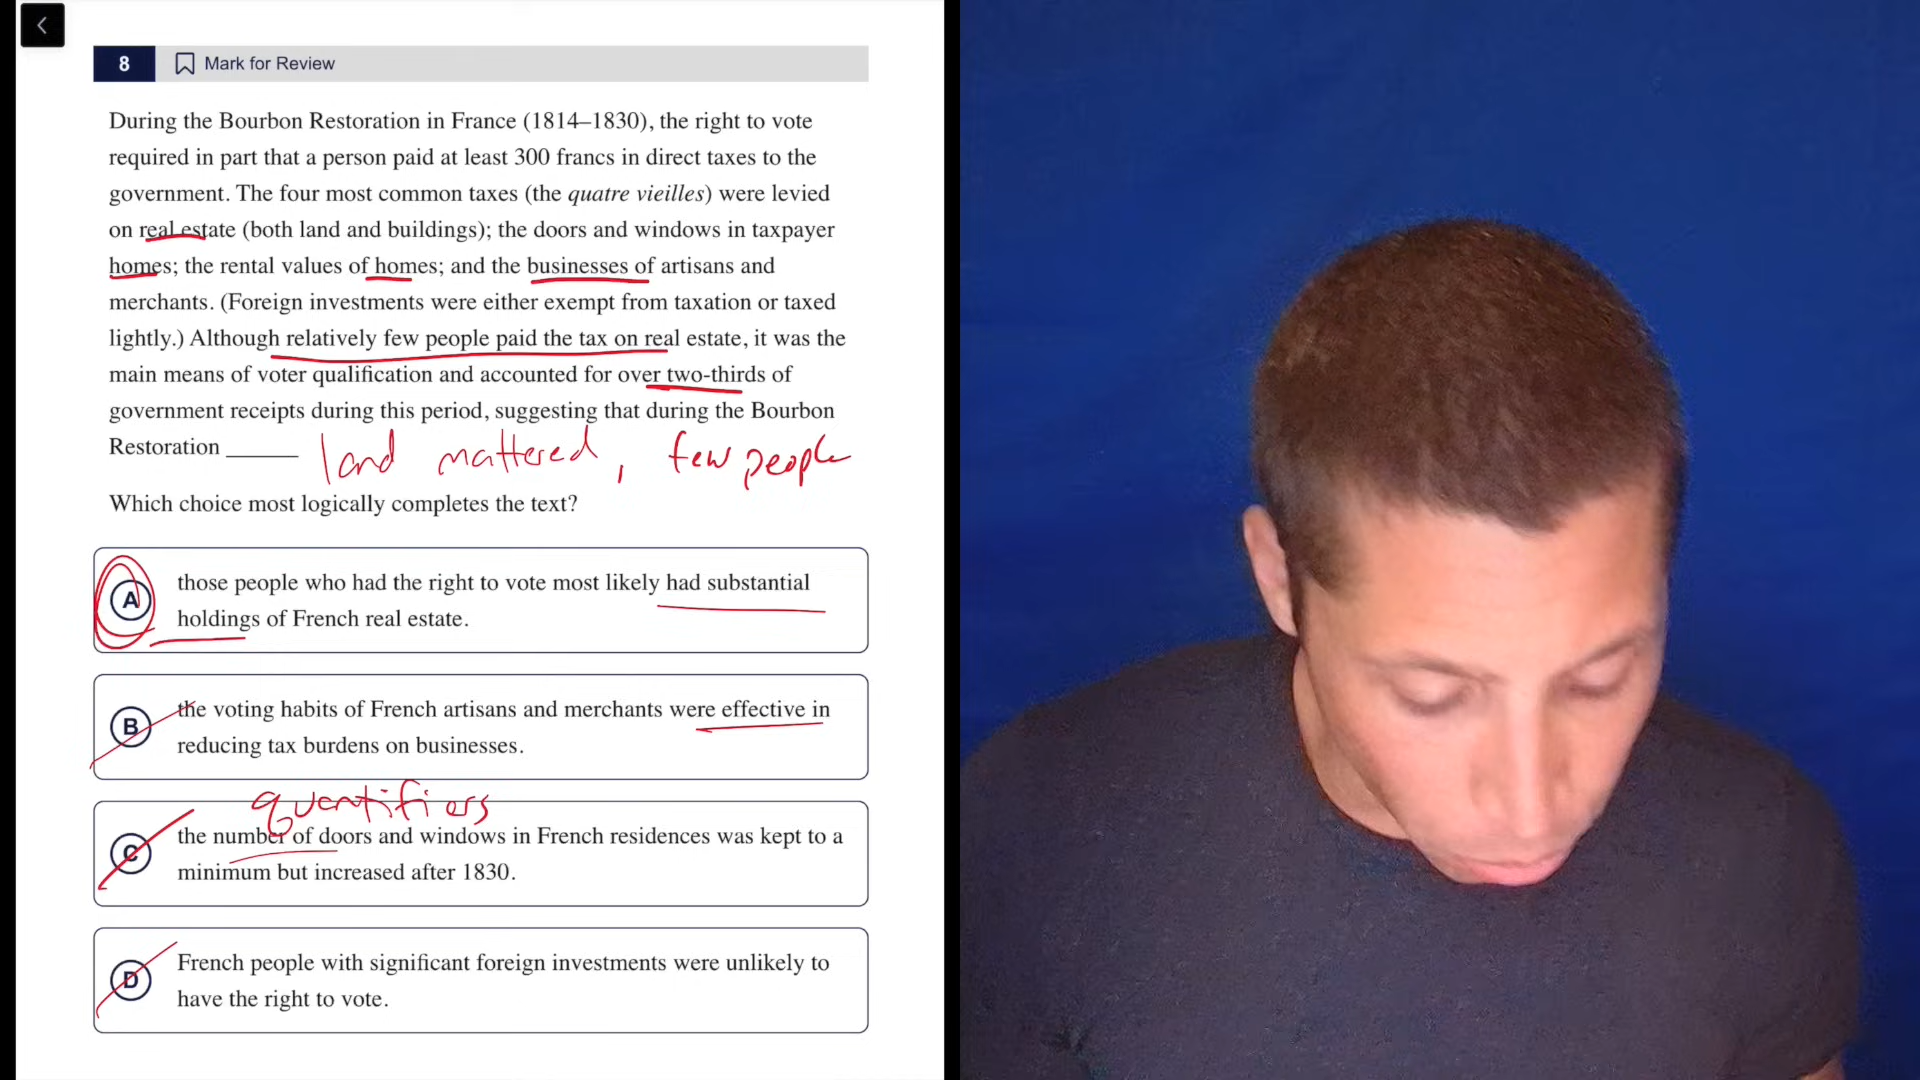 8 Mark for Review
During the Bourbon Restoration in France (1814–1830), the right to vote
required in part that a person paid at least 300 francs in direct taxes to the
government. The four most common taxes (the quatre vieilles) were levied
on real estate (both land and buildings); the doors and windows in taxpayer
homes; the rental values of homes; and the businesses of artisans and
merchants. (Foreign investments were either exempt from taxation or taxed
lightly.) Although relatively few people paid the tax on real estate, it was the
main means of voter qualification and accounted for over two-thirds of
government receipts during this period, suggesting that during the Bourbon
Restoration ______ land mattered, few people
Which choice most logically completes the text?
A those people who had the right to vote most likely had substantial
holdings of French real estate.
B the voting habits of French artisans and merchants were effective in
reducing tax burdens on businesses.
quantifiers
C the number of doors and windows in French residences was kept to a
minimum but increased after 1830.
D French people with significant foreign investments were unlikely to
have the right to vote.